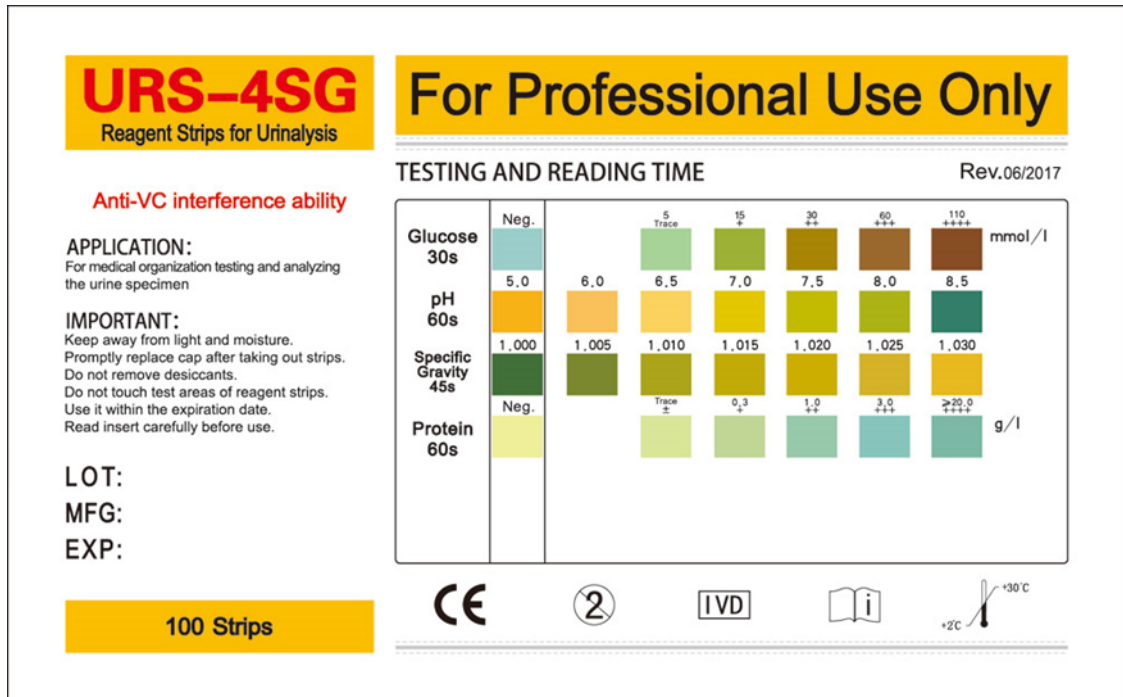 URS-4SG
Reagent Strips for Urinalysis
For Professional Use Only
Anti-VC interference ability
APPLICATION:
For medical organization testing and analyzing
the urine specimen
IMPORTANT:
Keep away from light and moisture.
Promptly replace cap after taking out strips.
Do not remove desiccants.
Do not touch test areas of reagent strips.
Use it within the expiration date.
Read insert carefully before use.
LOT:
MFG:
EXP:
100 Strips
TESTING AND READING TIME
Rev.06/2017
Neg. 5 15 30 60 110
Trace + ++ +++ ++++
Glucose mmol/l
30s
5.0 6.0 6.5 7.0 7.5 8.0 8.5
pH
60s
1.000 1.005 1.010 1.015 1.020 1.025 1.030
Specific
Gravity
45s
Neg. Trace 0.3 1.0 3.0 ≥20.0
± + ++ +++ ++++
Protein g/l
60s
CE 2 IVD i +2℃ +30℃